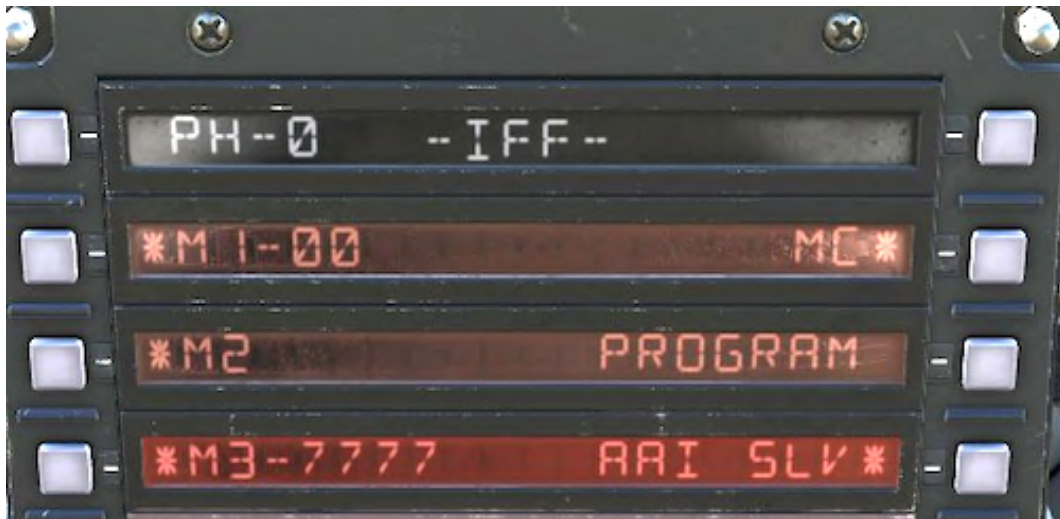 PH-0 -IFF-
*M1-00 MC*
*M2 PROGRAM
*M3-7777 AAI SLV*